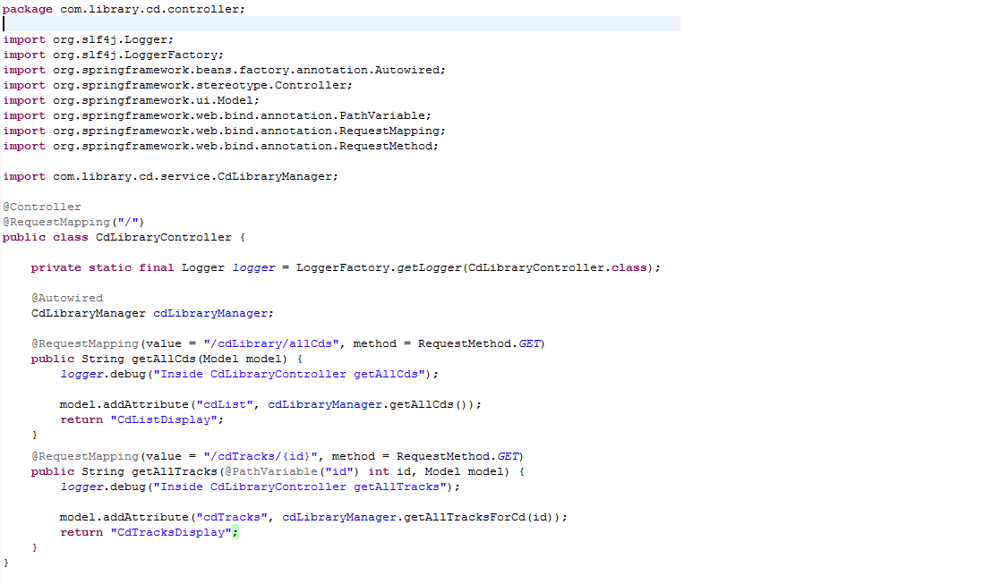 package com.library.cd.controller;
import org.slf4j.Logger;
import org.slf4j.LoggerFactory;
import org.springframework.beans.factory.annotation.Autowired;
import org.springframework.stereotype.Controller;
import org.springframework.ui.Model;
import org.springframework.web.bind.annotation.PathVariable;
import org.springframework.web.bind.annotation.RequestMapping;
import org.springframework.web.bind.annotation.RequestMethod;
import com.library.cd.service.CdLibraryManager;
@Controller
@RequestMapping("/")
public class CdLibraryController {
private static final Logger logger = LoggerFactory.getLogger(CdLibraryController.class);
@Autowired
CdLibraryManager cdLibraryManager;
@RequestMapping(value = "/cdLibrary/allCds", method = RequestMethod.GET)
public String getAllCds(Model model) {
logger.debug("Inside CdLibraryController getAllCds");
model.addAttribute("cdList", cdLibraryManager.getAllCds());
return "CdListDisplay";
}
@RequestMapping(value = "/cdTracks/{id}", method = RequestMethod.GET)
public String getAllTracks(@PathVariable("id") int id, Model model) {
logger.debug("Inside CdLibraryController getAllTracks");
model.addAttribute("cdTracks", cdLibraryManager.getAllTracksForCd(id));
return "CdTracksDisplay";
}
}